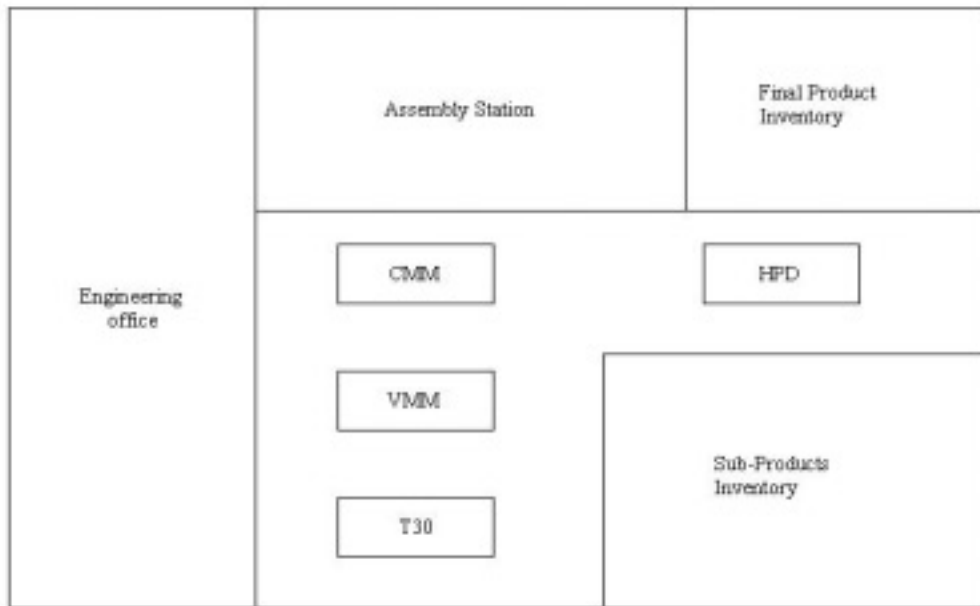 Assembly Station
Final Product
Inventory
CMM
HPD
Engineering
office
VMM
Sub-Products
Inventory
T30